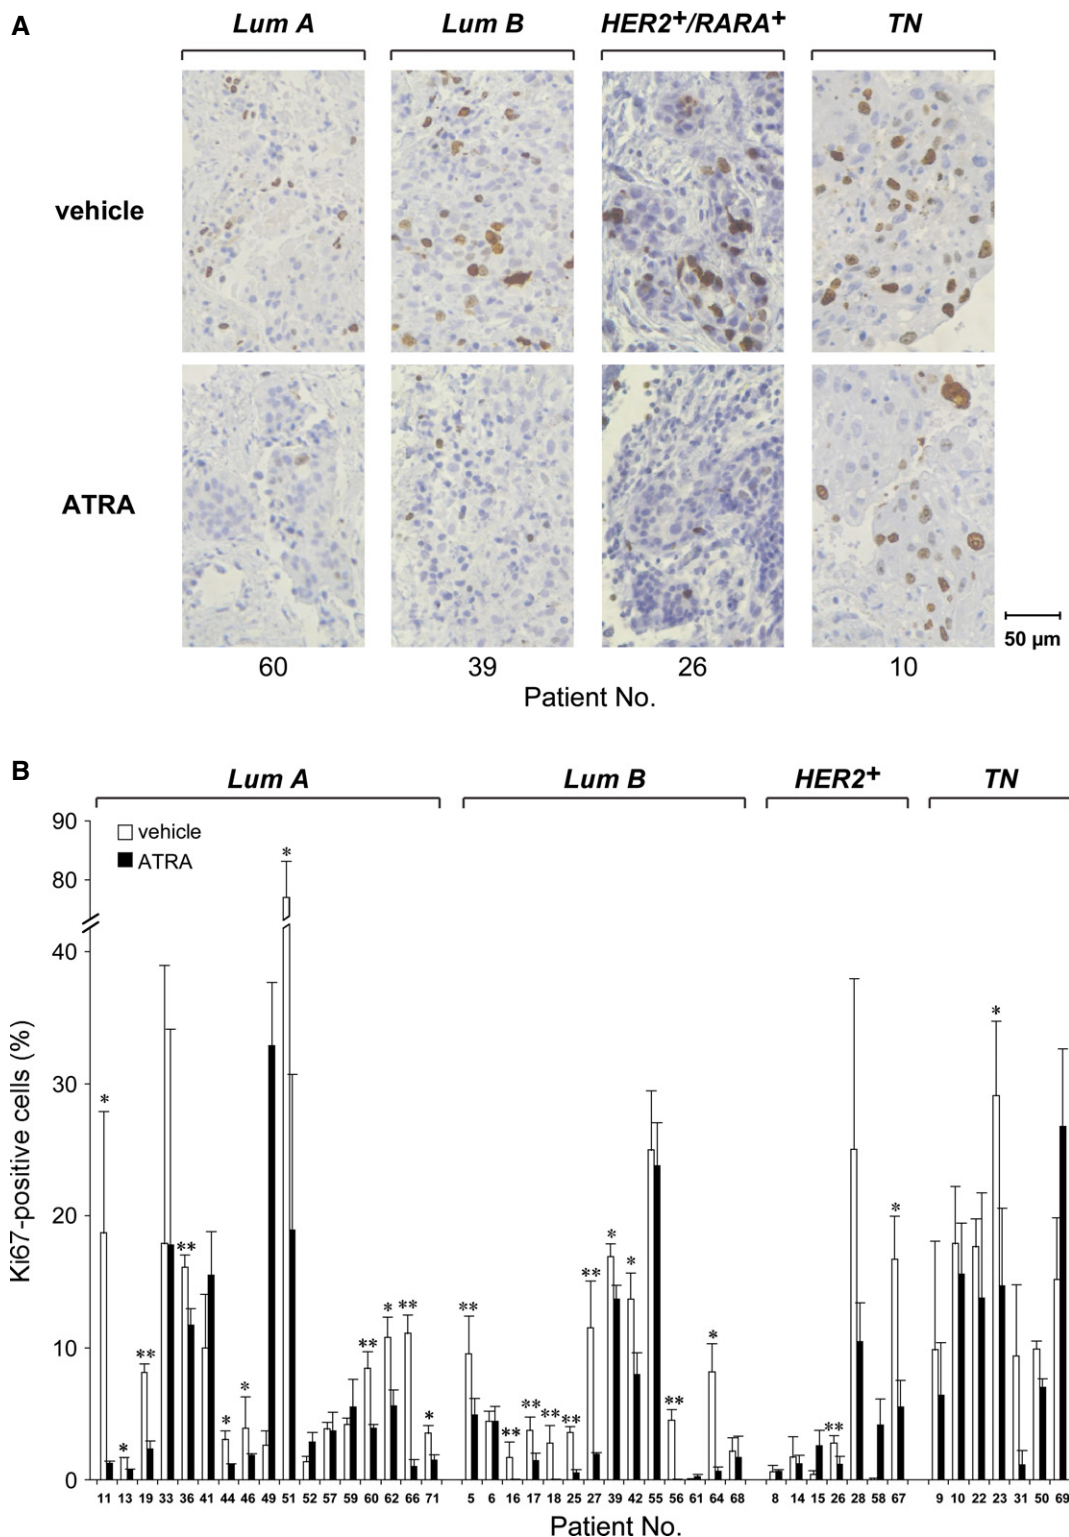 A
Lum A Lum B HER2+/RARA+ TN
vehicle
ATRA
50 µm
60 39 26 10
Patient No.
B
Lum A Lum B HER2+ TN
90
80
40
30
20
10
0
Ki67-positive cells (%)
vehicle
ATRA
* * ** ** * * * ** * ** *
** ** ** ** ** ** * * ** *
** *
*
11 13 19 33 36 41 44 46 49 51 52 57 59 60 62 66 71 5 6 16 17 18 25 27 39 42 55 56 61 64 68 8 14 15 26 28 58 67 9 10 22 23 31 50 69
Patient No.